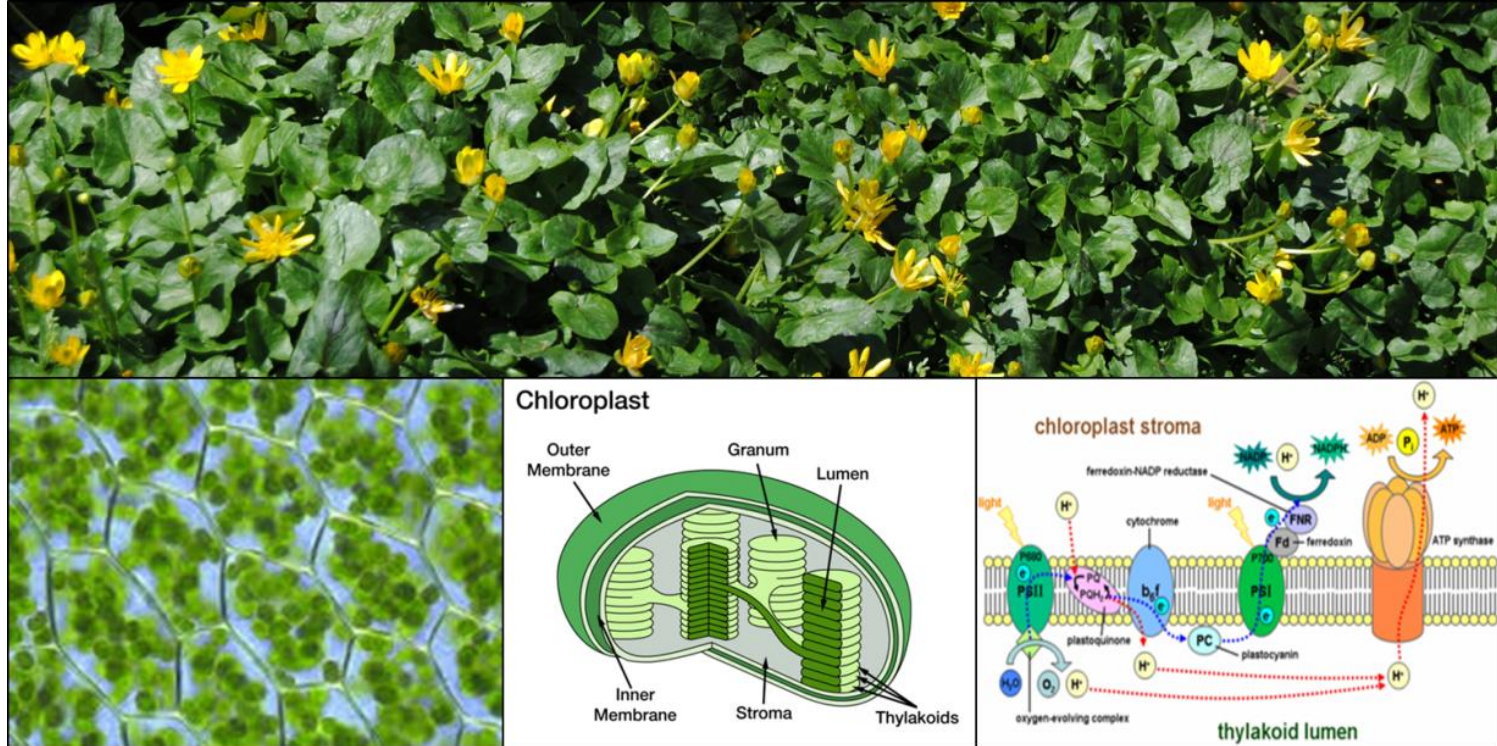 Chloroplast
Outer
Membrane
Granum
Lumen
Inner
Membrane
Stroma
Thylakoids
chloroplast stroma
H⁺
NADP
H⁺
NADPH
ADP
Pᵢ
ATP
ferredoxin-NADP reductase
light
H⁺
cytochrome
light
e⁻
FNR
Fd
ferredoxin
ATP synthase
P680
e⁻
PSII
PQ
PQH₂
b₆f
e⁻
P700
PSI
e⁻
plastoquinone
PC
plastocyanin
H₂O
O₂
H⁺
H⁺
H⁺
oxygen-evolving complex
thylakoid lumen